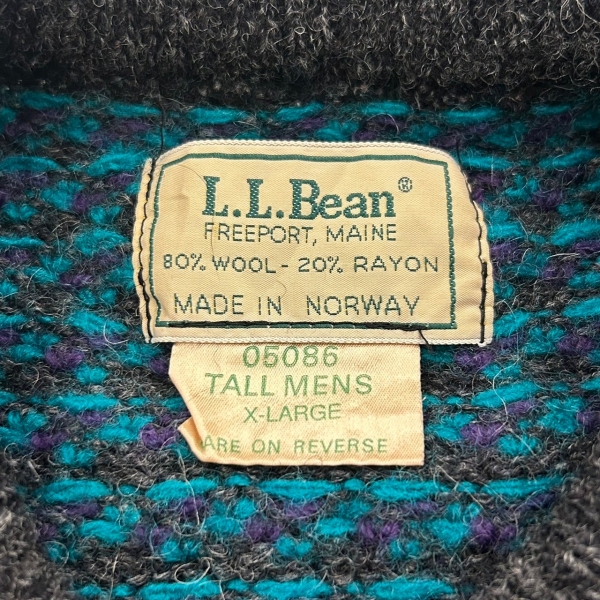 L.L.Bean®
FREEPORT, MAINE
80% WOOL - 20% RAYON
MADE IN NORWAY
05086
TALL MENS
X-LARGE
ARE ON REVERSE